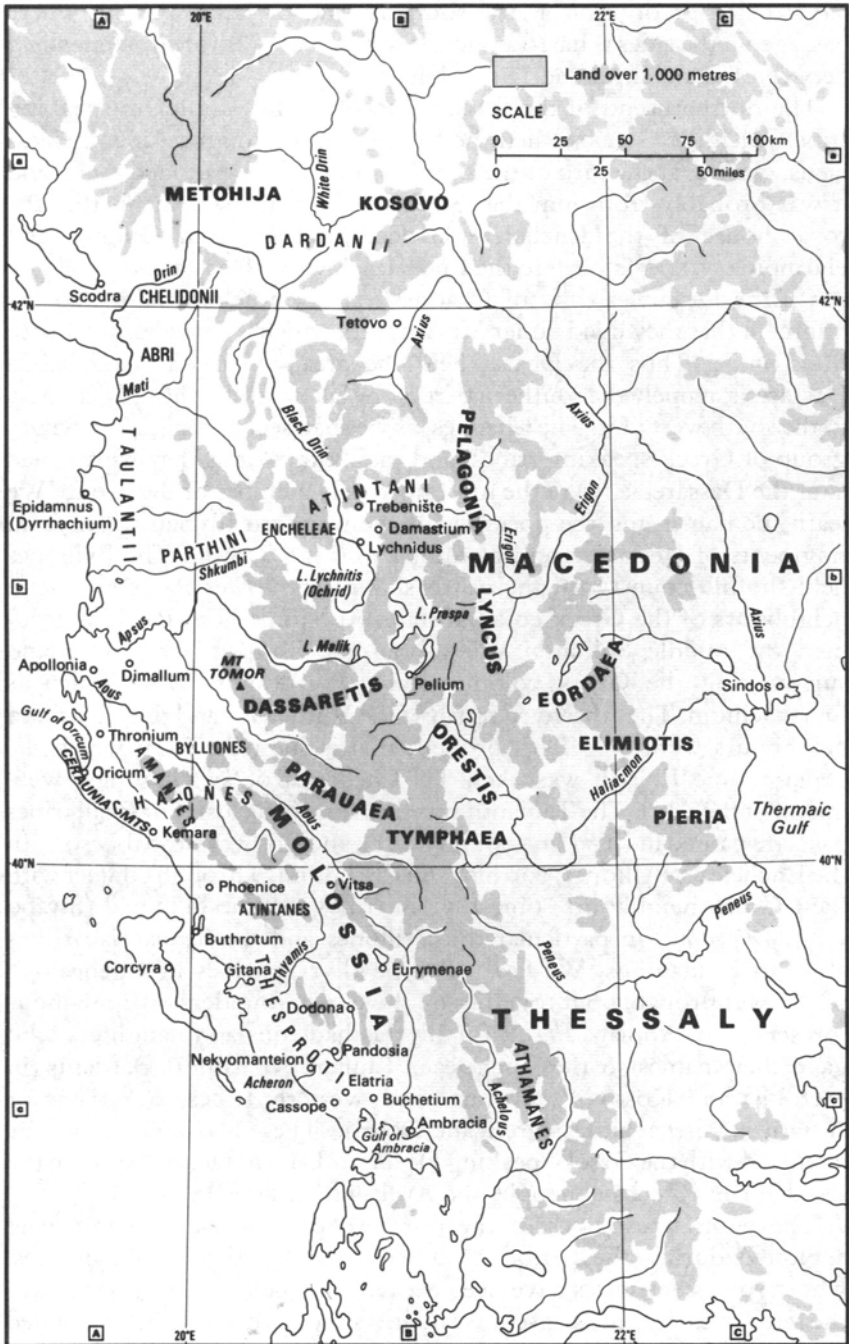 A
B
C
20°E
22°E
Land over 1,000 metres
SCALE
0 25 50 75 100 km
0 25 50 miles
a
a
METOHIJA
White Drin
KOSOVO
DARDANII
Drin
Scodra
CHELIDONII
42°N
42°N
Tetovo
Axius
ABRI
Mati
Black Drin
Axius
TAULANTII
PELAGONIA
ATINTANI
Epidamnus
(Dyrrhachium)
Trebenište
Damastium
ENCHELEAE
Lychnidus
Erigon
Erigon
PARTHINI
Shkumbi
L. Lychnitis
(Ochrid)
MACEDONIA
b
b
L. Prespa
LYNCUS
Axius
Apsus
L. Malik
Apollonia
Dimallum
MT
TOMOR
Pelium
EORDAEA
Sindos
Aous
DASSARETIS
Gulf of Oricum
Thronium
BYLLIONES
ORESTIS
ELIMIOTIS
Oricum
AMANTES
PARAUAEA
Haliacmon
CERAUNIAC MTS
CHAONES
Aous
Kemara
MOLOSSIA
TYMPHAEA
PIERIA
Thermaic
Gulf
40°N
40°N
Phoenice
Vitsa
ATINTANES
Buthrotum
Peneus
Corcyra
Gitana
Thyamis
Eurymenae
Peneus
THESPROTI
Dodona
THESSALY
Nekyomanteion
Pandosia
ATHAMANES
Acheron
Elatria
Achelous
c
c
Cassope
Buchetium
Ambracia
Gulf of
Ambracia
A
20°E
B
22°E
C